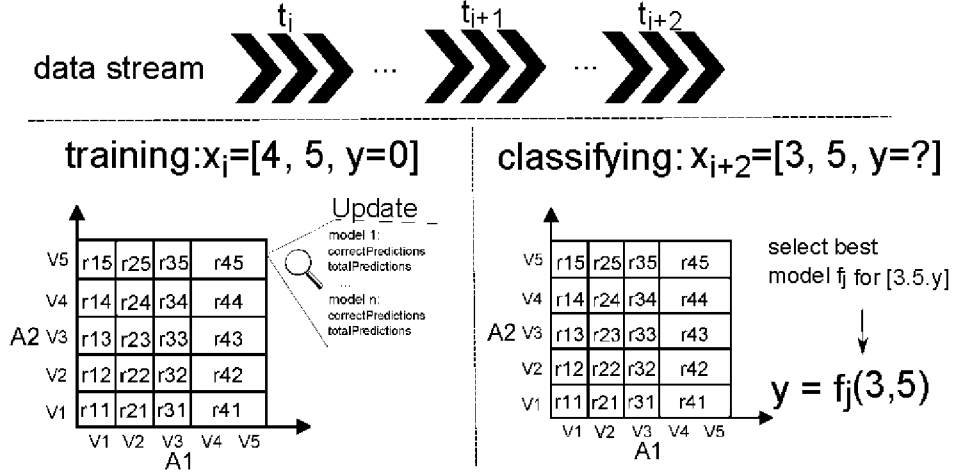 t_i t_{i+1} t_{i+2}
data stream ... ...
training:x_i=[4, 5, y=0]
Update
model 1:
correctPredictions
totalPredictions
...
model n:
correctPredictions
totalPredictions
V5 r15 r25 r35 r45
V4 r14 r24 r34 r44
A2 V3 r13 r23 r33 r43
V2 r12 r22 r32 r42
V1 r11 r21 r31 r41
V1 V2 V3 V4 V5
A1
classifying: x_{i+2}=[3, 5, y=?]
V5 r15 r25 r35 r45
V4 r14 r24 r34 r44
A2 V3 r13 r23 r33 r43
V2 r12 r22 r32 r42
V1 r11 r21 r31 r41
V1 V2 V3 V4 V5
A1
select best
model f_j for [3.5.y]
y = f_j(3,5)